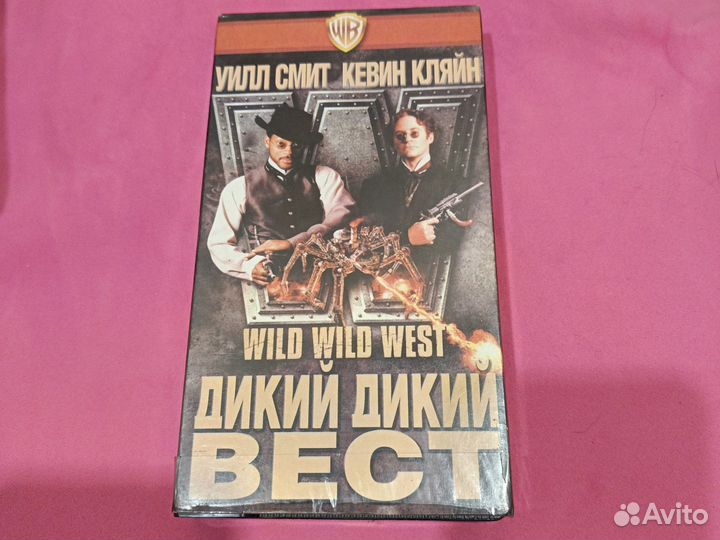 WB
УИЛЛ СМИТ КЕВИН КЛЯЙН
WILD WILD WEST
ДИКИЙ ДИКИЙ
ВЕСТ
Avito